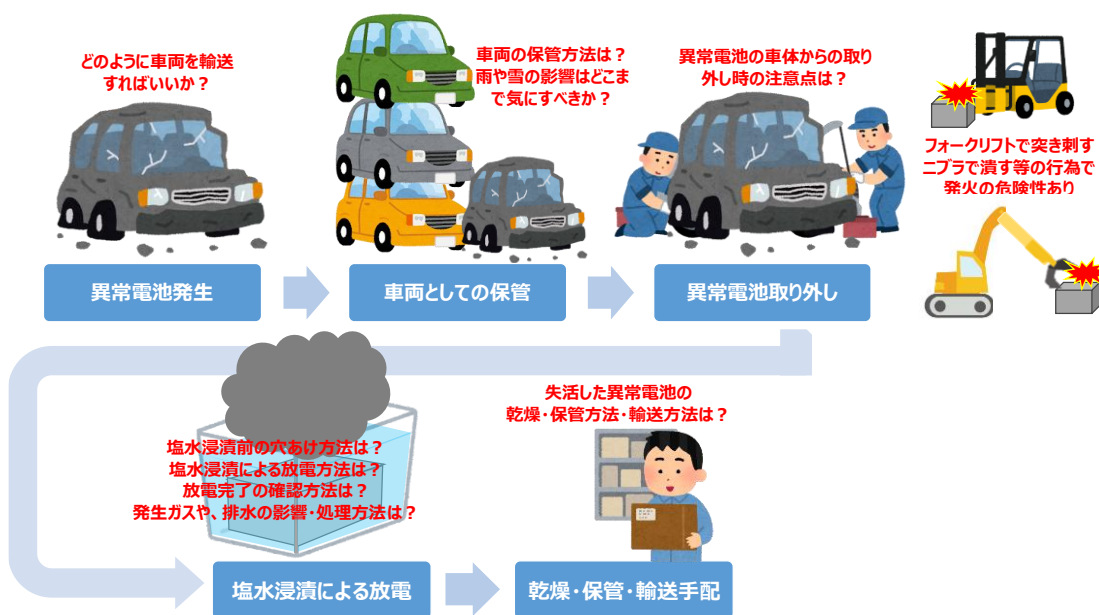 どのように車両を輸送
すればいいか？
車両の保管方法は？
雨や雪の影響はどこま
で気にすべきか？
異常電池の車体からの取り
外し時の注意点は？
フォークリフトで突き刺す
ニブラで潰す等の行為で
発火の危険性あり
異常電池発生
車両としての保管
異常電池取り外し
塩水浸漬前の穴あけ方法は？
塩水浸漬による放電方法は？
放電完了の確認方法は？
発生ガスや、排水の影響・処理方法は？
失活した異常電池の
乾燥・保管方法・輸送方法は？
塩水浸漬による放電
乾燥・保管・輸送手配